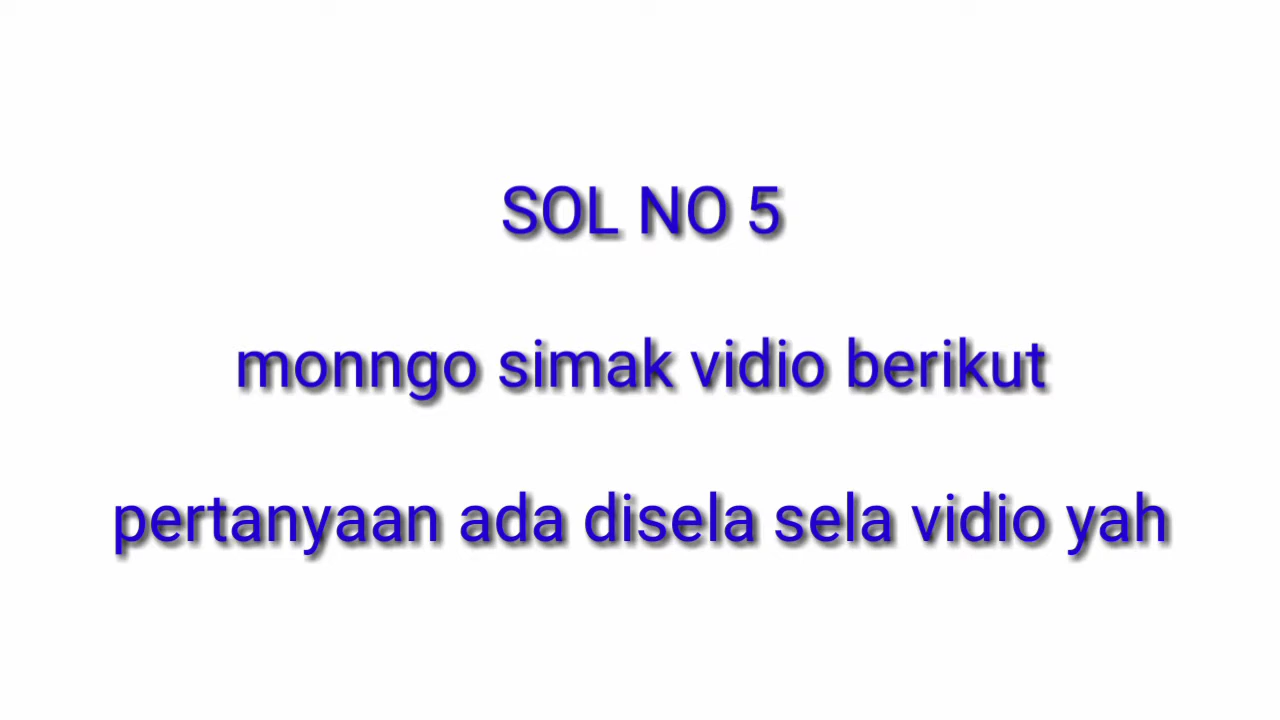 SOL NO 5
monngo simak vidio berikut
pertanyaan ada disela sela vidio yah